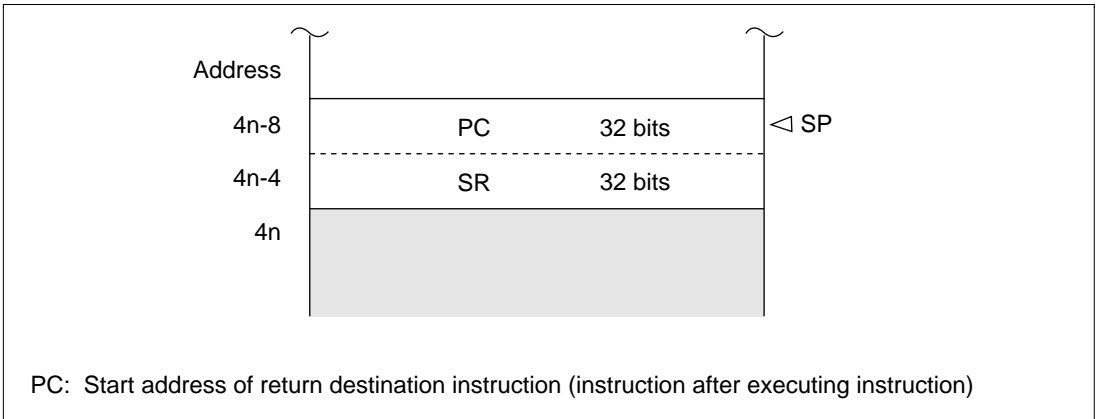 Address
4n-8 PC 32 bits SP
4n-4 SR 32 bits
4n
PC: Start address of return destination instruction (instruction after executing instruction)